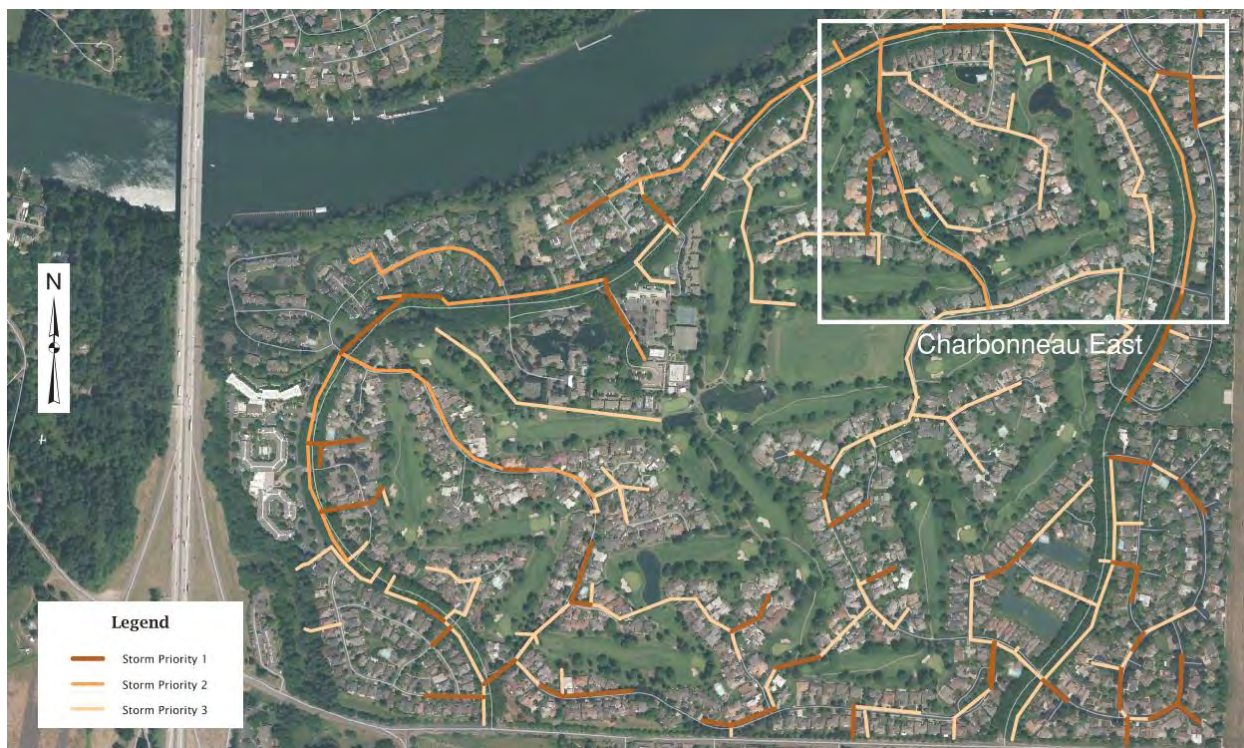 N
Charbonneau East
Legend
Storm Priority 1
Storm Priority 2
Storm Priority 3